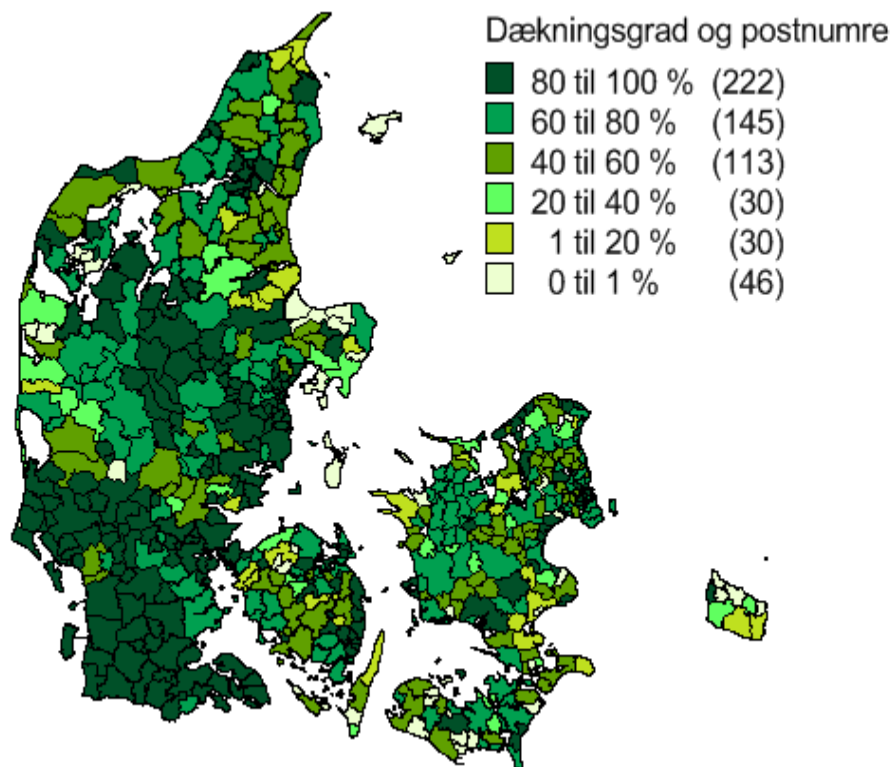 Dækningsgrad og postnumre
80 til 100 % (222)
60 til 80 % (145)
40 til 60 % (113)
20 til 40 % (30)
1 til 20 % (30)
0 til 1 % (46)